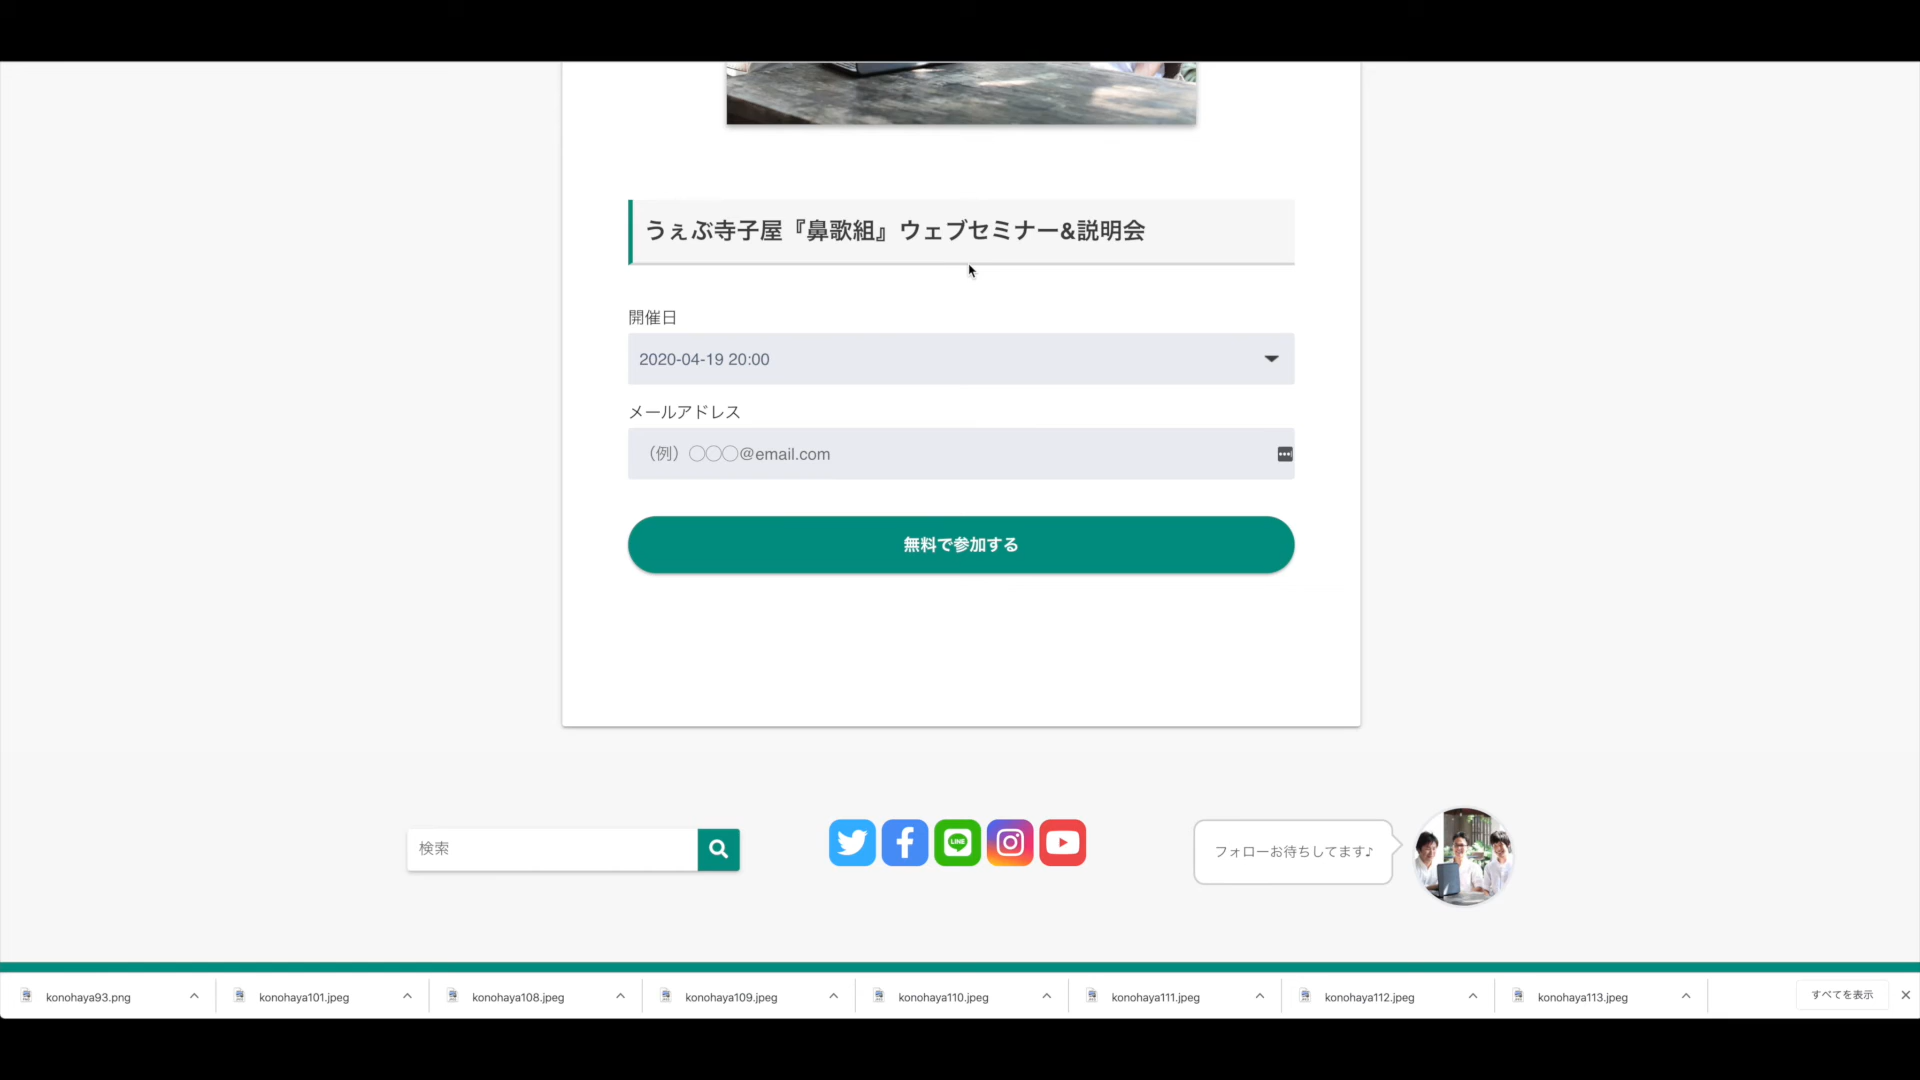 うぇぶ寺子屋『鼻歌組』ウェブセミナー&説明会
開催日
2020-04-19 20:00
メールアドレス
（例）〇〇〇@email.com
無料で参加する
検索
LINE
フォローお待ちしてます♪
konohaya93.png
konohaya101.jpeg
konohaya108.jpeg
konohaya109.jpeg
konohaya110.jpeg
konohaya111.jpeg
konohaya112.jpeg
konohaya113.jpeg
すべてを表示